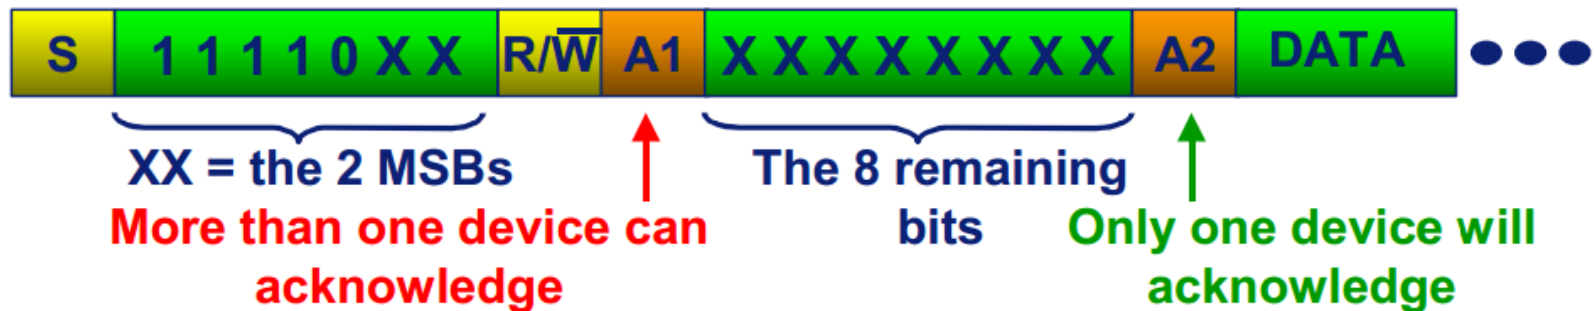 S 1 1 1 1 0 X X R/W̅ A1 X X X X X X X X A2 DATA
XX = the 2 MSBs
More than one device can
acknowledge
The 8 remaining
bits
Only one device will
acknowledge